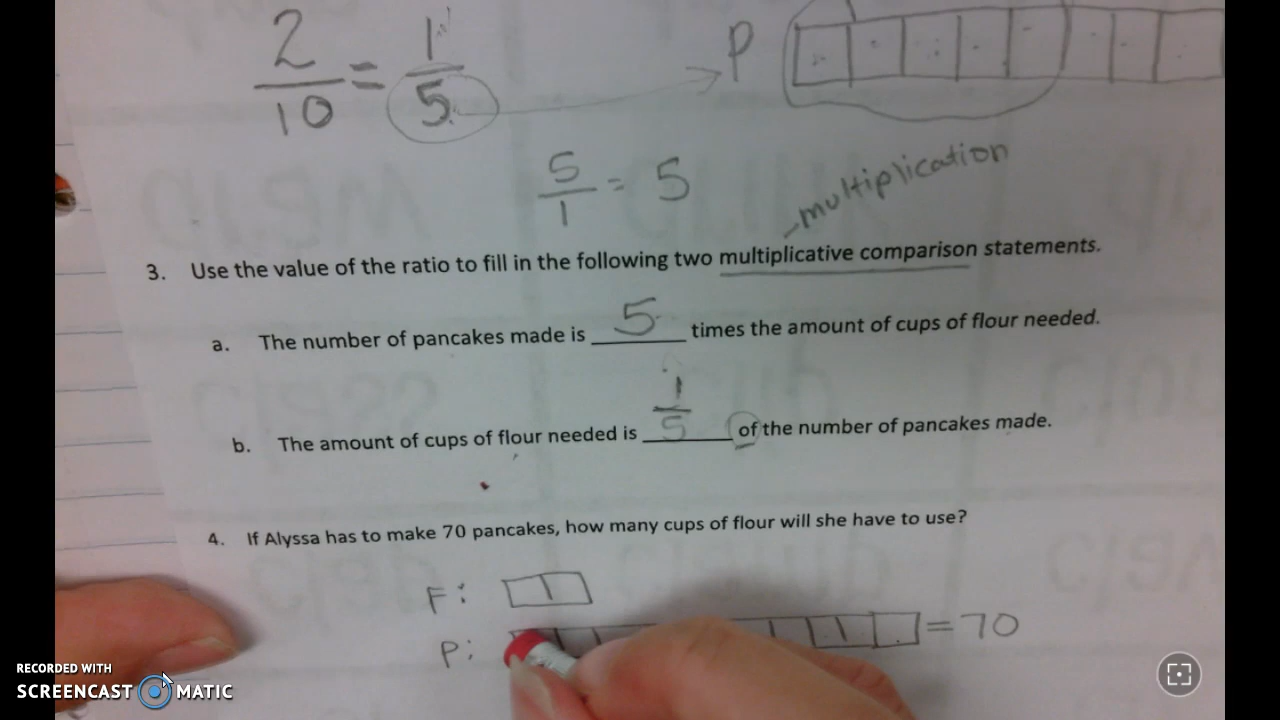 2/10 = 1/5
P
5/1 = 5
multiplication
3. Use the value of the ratio to fill in the following two multiplicative comparison statements.
a. The number of pancakes made is 5 times the amount of cups of flour needed.
b. The amount of cups of flour needed is 1/5 of the number of pancakes made.
4. If Alyssa has to make 70 pancakes, how many cups of flour will she have to use?
F:
P: = 70
RECORDED WITH
SCREENCAST MATIC